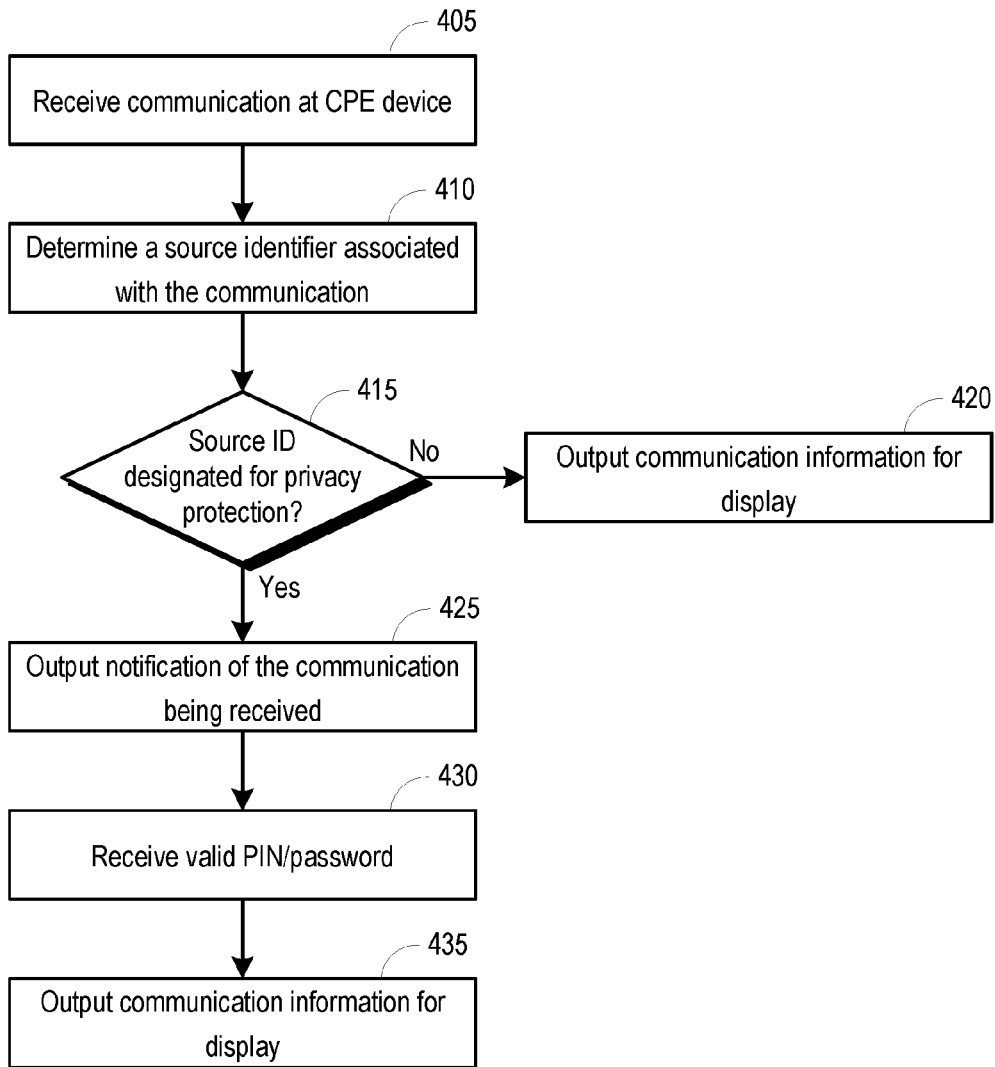 405
Receive communication at CPE device
410
Determine a source identifier associated
with the communication
415
Source ID
designated for privacy
protection?
No
420
Output communication information for
display
Yes
425
Output notification of the communication
being received
430
Receive valid PIN/password
435
Output communication information for
display